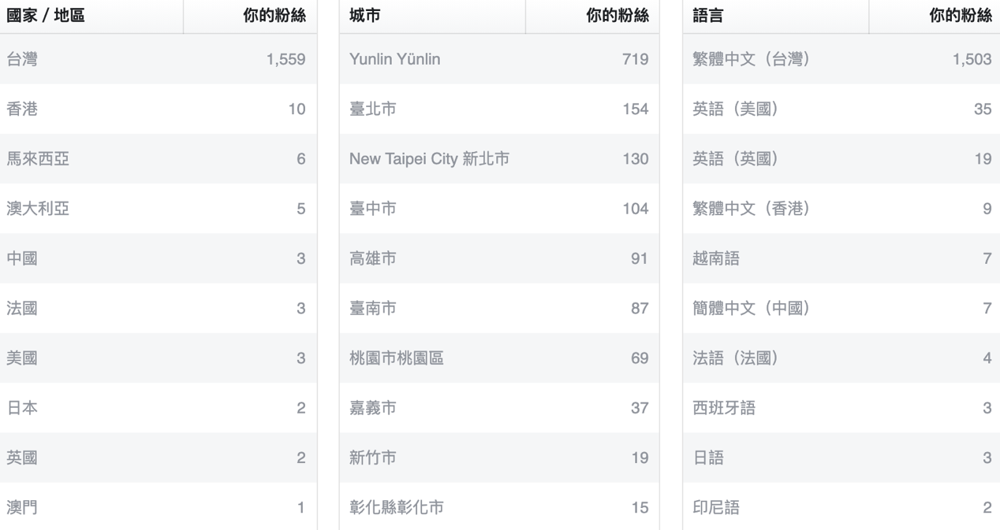 國家 / 地區 你的粉絲 城市 你的粉絲 語言 你的粉絲
台灣 1,559 Yunlin Yünlin 719 繁體中文（台灣） 1,503
香港 10 臺北市 154 英語（美國） 35
馬來西亞 6 New Taipei City 新北市 130 英語（英國） 19
澳大利亞 5 臺中市 104 繁體中文（香港） 9
中國 3 高雄市 91 越南語 7
法國 3 臺南市 87 簡體中文（中國） 7
美國 3 桃園市桃園區 69 法語（法國） 4
日本 2 嘉義市 37 西班牙語 3
英國 2 新竹市 19 日語 3
澳門 1 彰化縣彰化市 15 印尼語 2